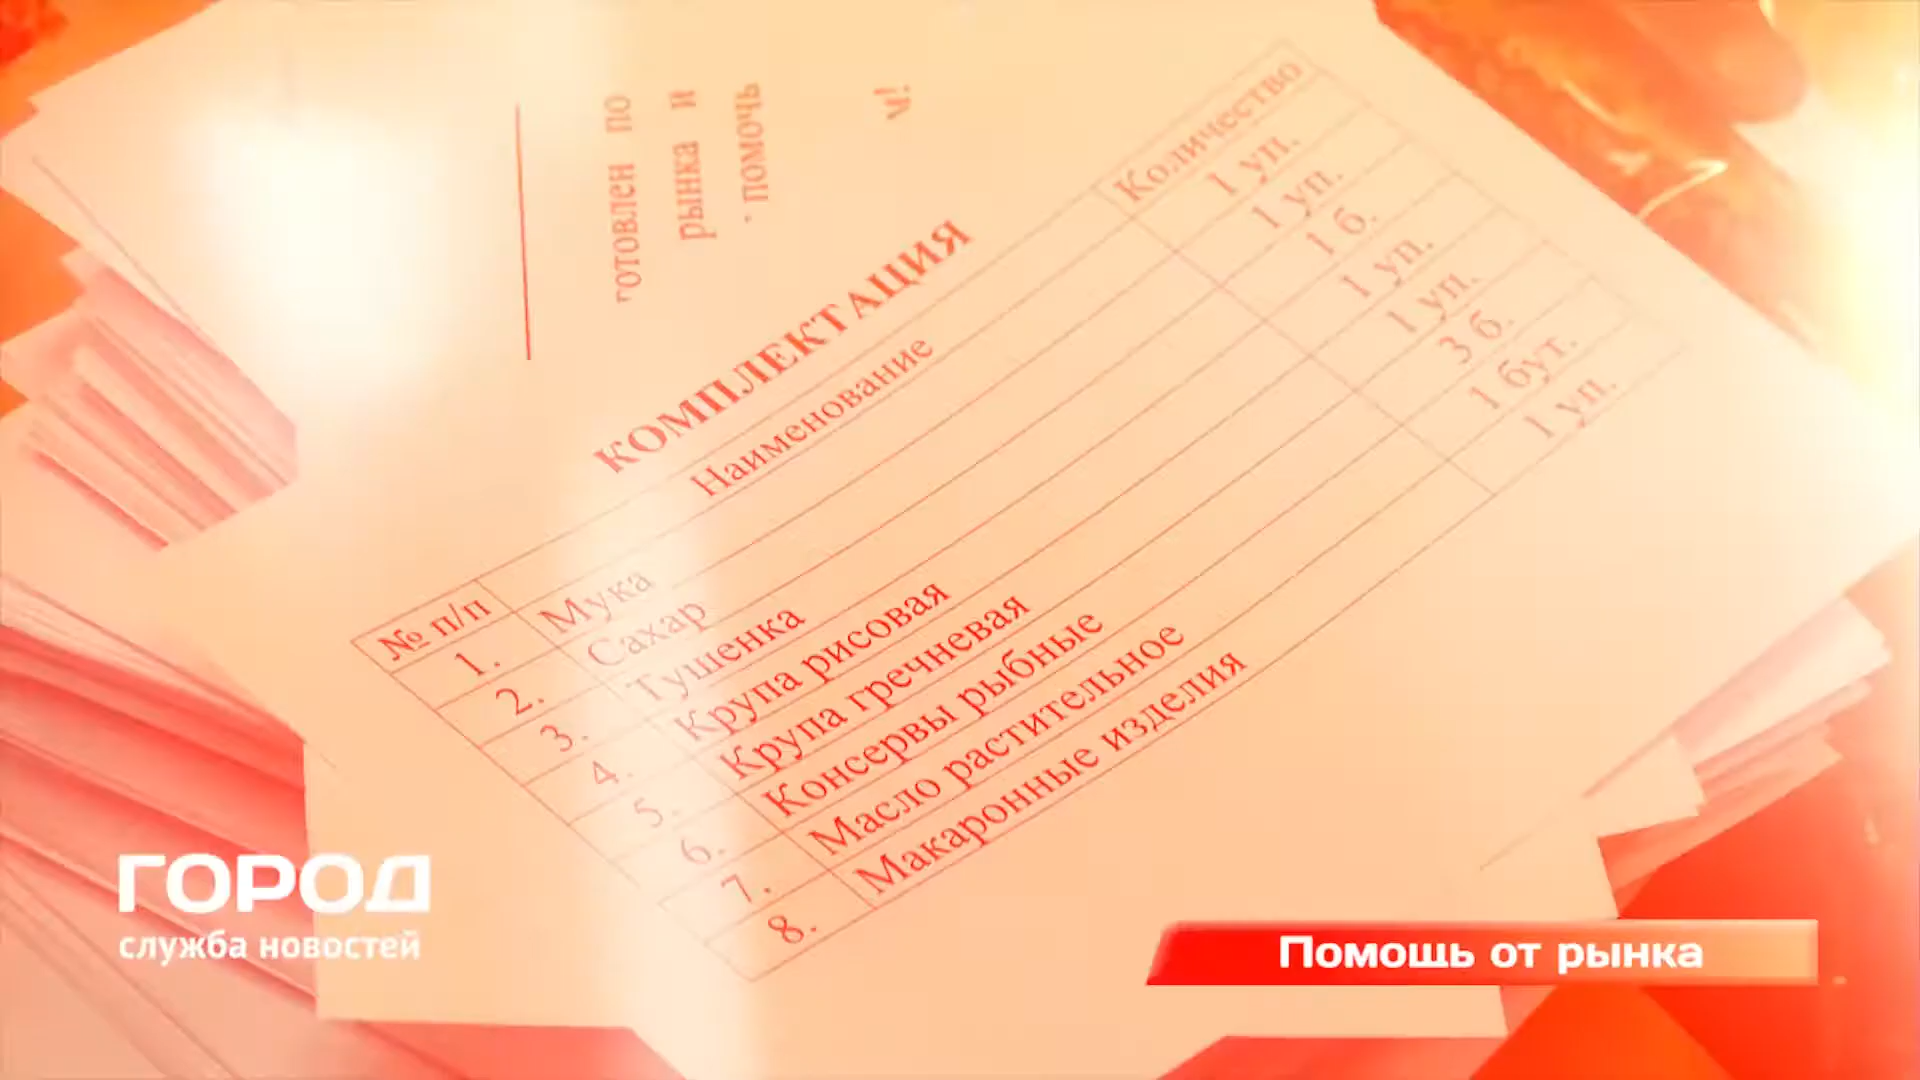 готовлен по
рынка и
помочь
м!
КОМПЛЕКТАЦИЯ
№ п/п Наименование Количество
1. Мука 1 уп.
2. Сахар 1 уп.
3. Тушенка 1 б.
4. Крупа рисовая 1 уп.
5. Крупа гречневая 1 уп.
6. Консервы рыбные 3 б.
7. Масло растительное 1 бут.
8. Макаронные изделия 1 уп.
ГОРОД
служба новостей
Помощь от рынка